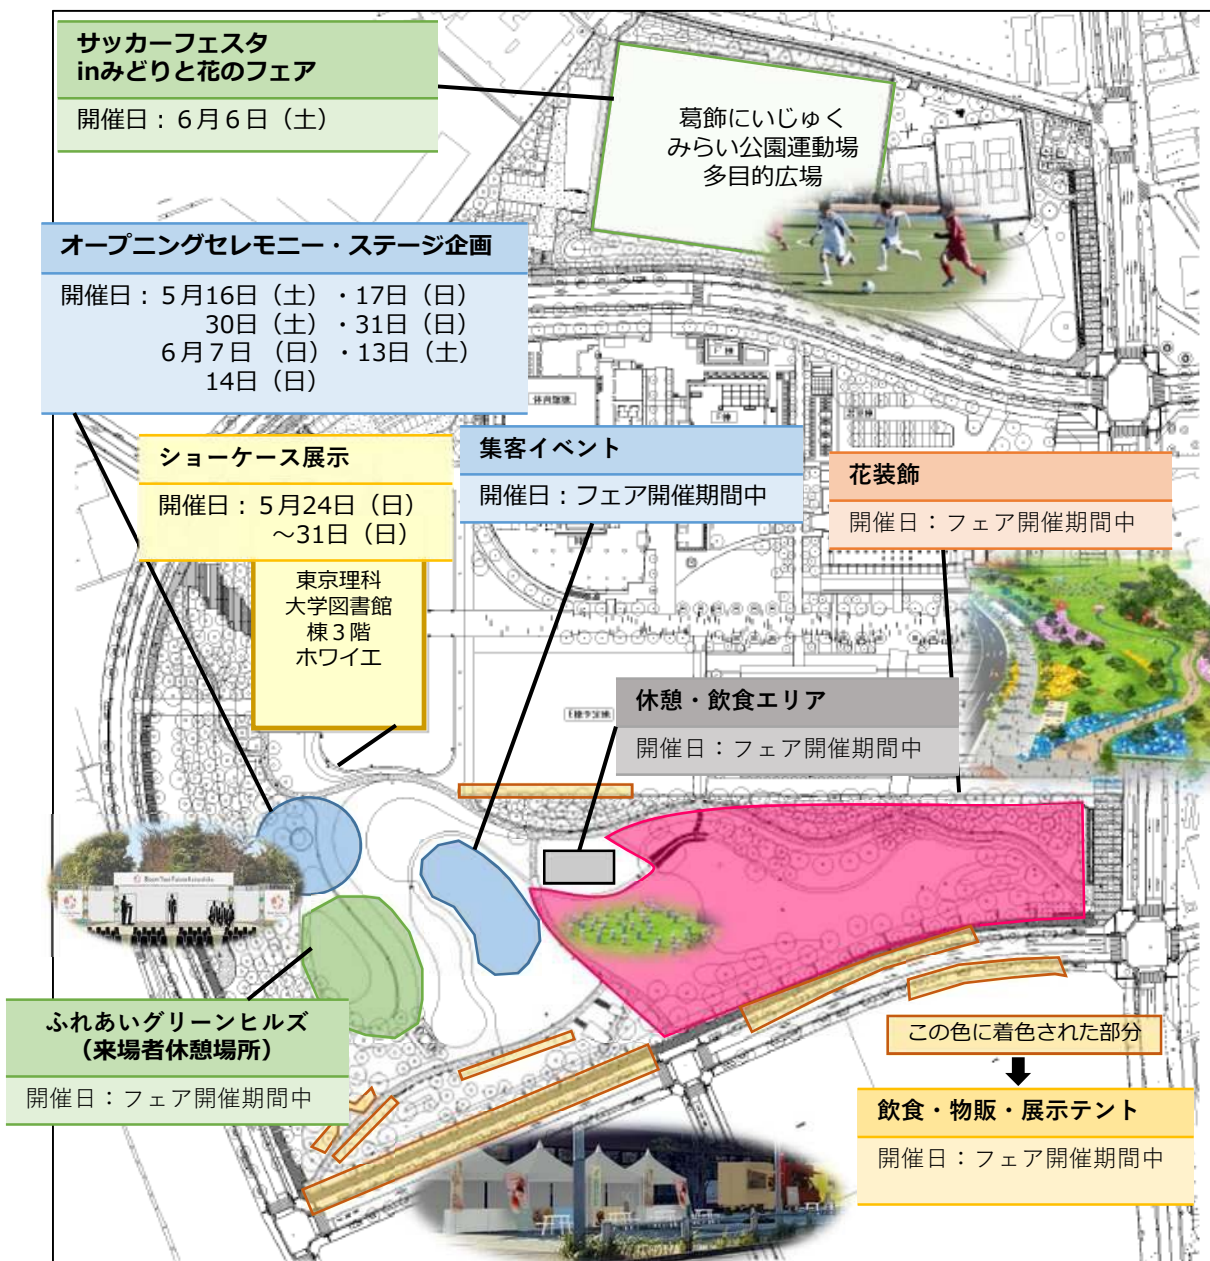 サッカーフェスタ
inみどりと花のフェア
開催日：６月６日（土）
葛飾にいじゅく
みらい公園運動場
多目的広場
オープニングセレモニー・ステージ企画
開催日：５月16日（土）・17日（日）
30日（土）・31日（日）
６月７日（日）・13日（土）
14日（日）
ショーケース展示
開催日：５月24日（日）
～31日（日）
東京理科
大学図書館
棟３階
ホワイエ
集客イベント
開催日：フェア開催期間中
花装飾
開催日：フェア開催期間中
休憩・飲食エリア
開催日：フェア開催期間中
ふれあいグリーンヒルズ
（来場者休憩場所）
開催日：フェア開催期間中
この色に着色された部分
飲食・物販・展示テント
開催日：フェア開催期間中